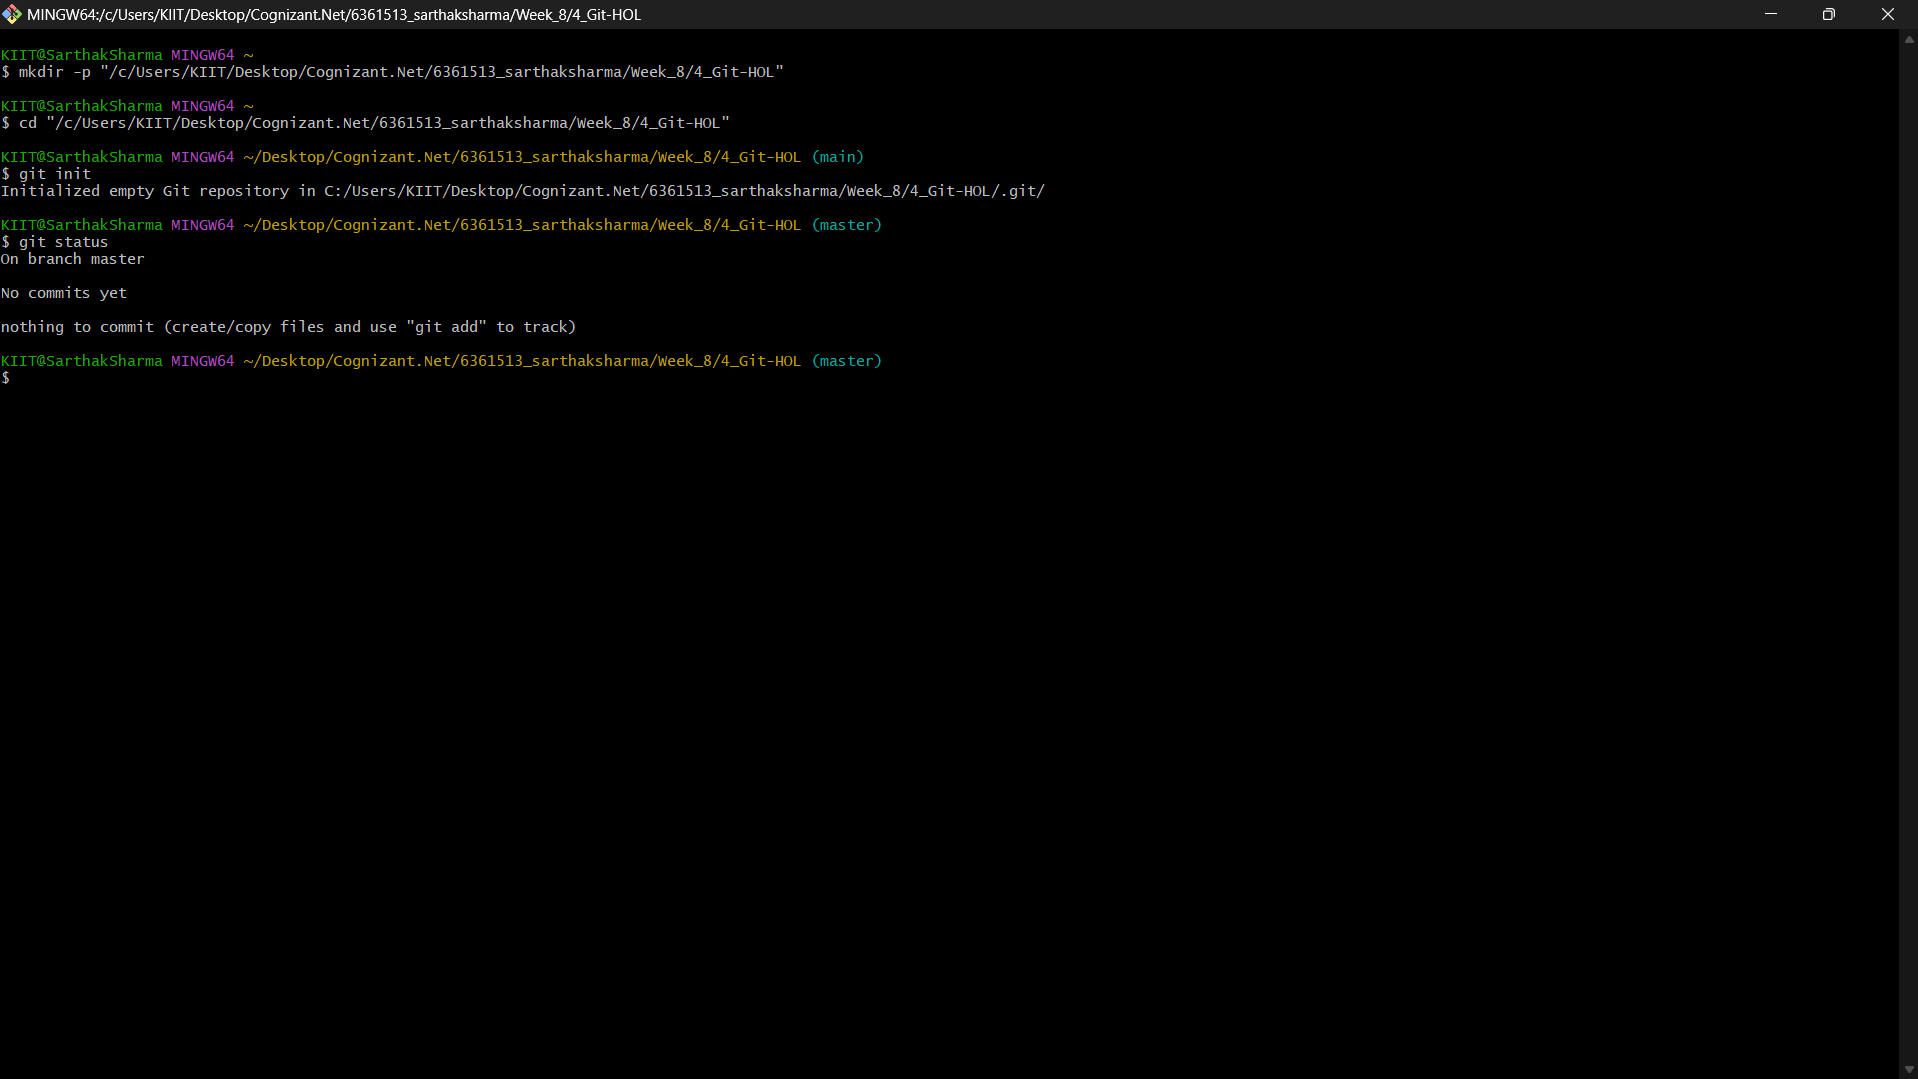 MINGW64:/c/Users/KIIT/Desktop/Cognizant.Net/6361513_sarthaksharma/Week_8/4_Git-HOL
KIIT@SarthakSharma MINGW64 ~
$ mkdir -p "/c/Users/KIIT/Desktop/Cognizant.Net/6361513_sarthaksharma/Week_8/4_Git-HOL"
KIIT@SarthakSharma MINGW64 ~
$ cd "/c/Users/KIIT/Desktop/Cognizant.Net/6361513_sarthaksharma/Week_8/4_Git-HOL"
KIIT@SarthakSharma MINGW64 ~/Desktop/Cognizant.Net/6361513_sarthaksharma/Week_8/4_Git-HOL (main)
$ git init
Initialized empty Git repository in C:/Users/KIIT/Desktop/Cognizant.Net/6361513_sarthaksharma/Week_8/4_Git-HOL/.git/
KIIT@SarthakSharma MINGW64 ~/Desktop/Cognizant.Net/6361513_sarthaksharma/Week_8/4_Git-HOL (master)
$ git status
On branch master
No commits yet
nothing to commit (create/copy files and use "git add" to track)
KIIT@SarthakSharma MINGW64 ~/Desktop/Cognizant.Net/6361513_sarthaksharma/Week_8/4_Git-HOL (master)
$